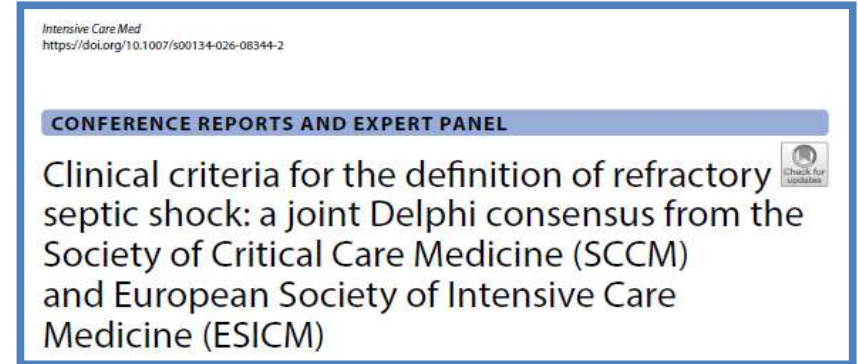 Intensive Care Med
https://doi.org/10.1007/s00134-026-08344-2
CONFERENCE REPORTS AND EXPERT PANEL
Clinical criteria for the definition of refractory
septic shock: a joint Delphi consensus from the
Society of Critical Care Medicine (SCCM)
and European Society of Intensive Care
Medicine (ESICM)
Check for
updates